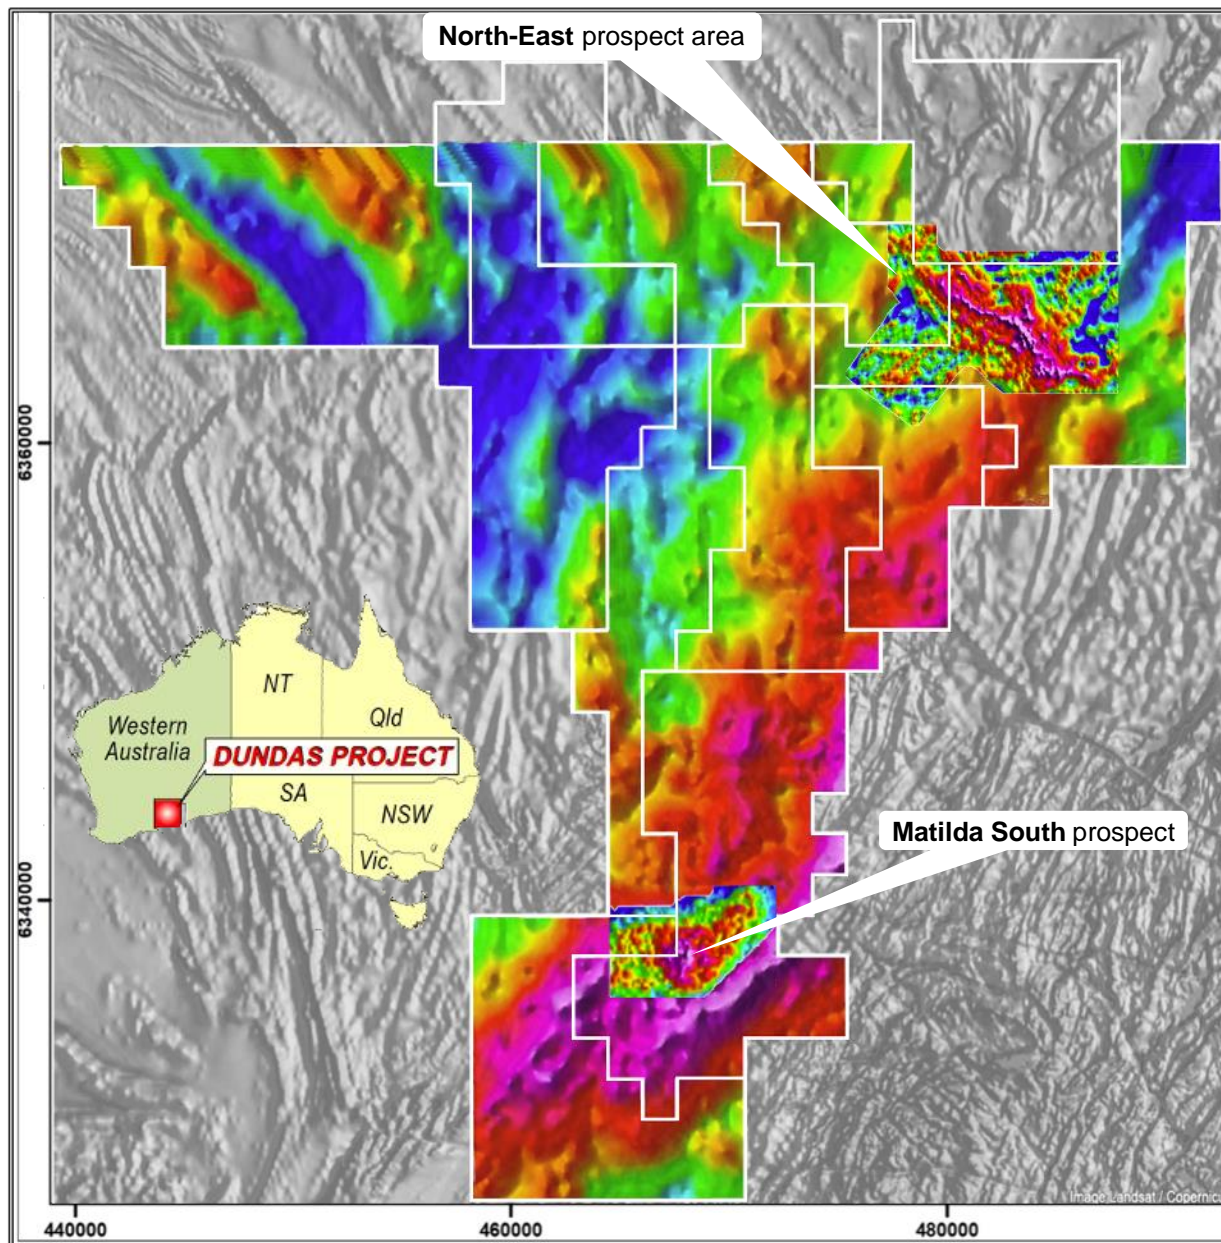 North-East prospect area
6360000
NT
Western
Australia
Qld
DUNDAS PROJECT
SA
NSW
Vic.
Matilda South prospect
6340000
Image Landsat / Copernicu
440000
460000
480000